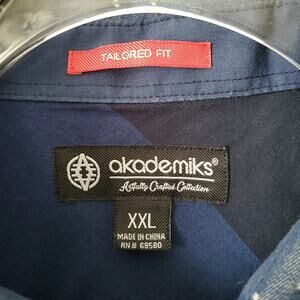 TAILORED FIT
akademiks®
Artfully Crafted Collection
XXL
MADE IN CHINA
RN# 69580